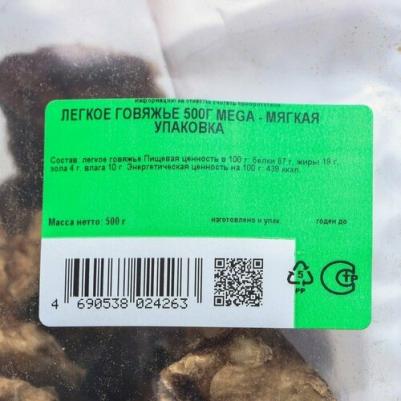 ЛЕГКОЕ ГОВЯЖЬЕ 500Г MEGA - МЯГКАЯ
УПАКОВКА
Состав: легкое говяжье Пищевая ценность в 100 г: белки 67 г, жиры 19 г,
зола 4 г. влага 10 г. Энергетическая ценность на 100 г: 439 ккал.
Масса нетто: 500 г изготовлено и упак. годен до
4 690538 024263
5
PP